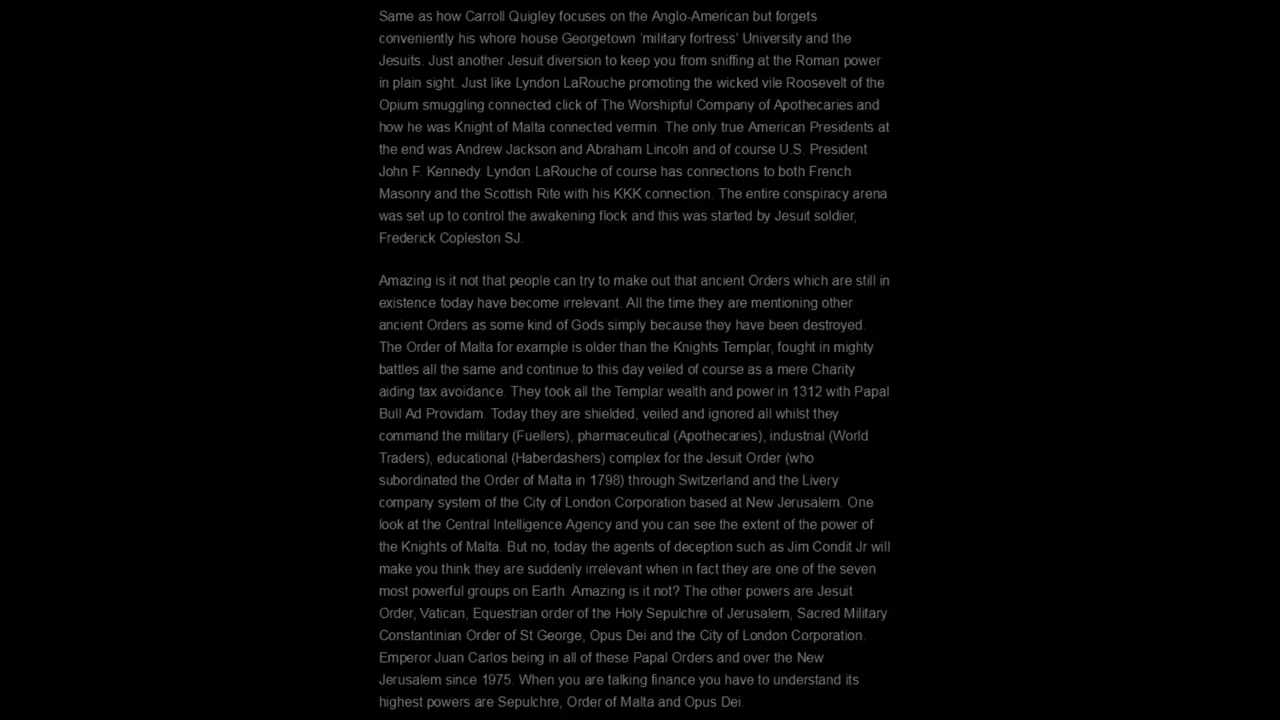 Same as how Carroll Quigley focuses on the Anglo-American but forgets
conveniently his whore house Georgetown 'military fortress' University and the
Jesuits. Just another Jesuit diversion to keep you from sniffing at the Roman power
in plain sight. Just like Lyndon LaRouche promoting the wicked vile Roosevelt of the
Opium smuggling connected click of The Worshipful Company of Apothecaries and
how he was Knight of Malta connected vermin. The only true American Presidents at
the end was Andrew Jackson and Abraham Lincoln and of course U.S. President
John F. Kennedy. Lyndon LaRouche of course has connections to both French
Masonry and the Scottish Rite with his KKK connection. The entire conspiracy arena
was set up to control the awakening flock and this was started by Jesuit soldier,
Frederick Copleston SJ.

Amazing is it not that people can try to make out that ancient Orders which are still in
existence today have become irrelevant. All the time they are mentioning other
ancient Orders as some kind of Gods simply because they have been destroyed.
The Order of Malta for example is older than the Knights Templar, fought in mighty
battles all the same and continue to this day veiled of course as a mere Charity
aiding tax avoidance. They took all the Templar wealth and power in 1312 with Papal
Bull Ad Providam. Today they are shielded, veiled and ignored all whilst they
command the military (Fuellers), pharmaceutical (Apothecaries), industrial (World
Traders), educational (Haberdashers) complex for the Jesuit Order (who
subordinated the Order of Malta in 1798) through Switzerland and the Livery
company system of the City of London Corporation based at New Jerusalem. One
look at the Central Intelligence Agency and you can see the extent of the power of
the Knights of Malta. But no, today the agents of deception such as Jim Condit Jr will
make you think they are suddenly irrelevant when in fact they are one of the seven
most powerful groups on Earth. Amazing is it not? The other powers are Jesuit
Order, Vatican, Equestrian order of the Holy Sepulchre of Jerusalem, Sacred Military
Constantinian Order of St George, Opus Dei and the City of London Corporation.
Emperor Juan Carlos being in all of these Papal Orders and over the New
Jerusalem since 1975. When you are talking finance you have to understand its
highest powers are Sepulchre, Order of Malta and Opus Dei.